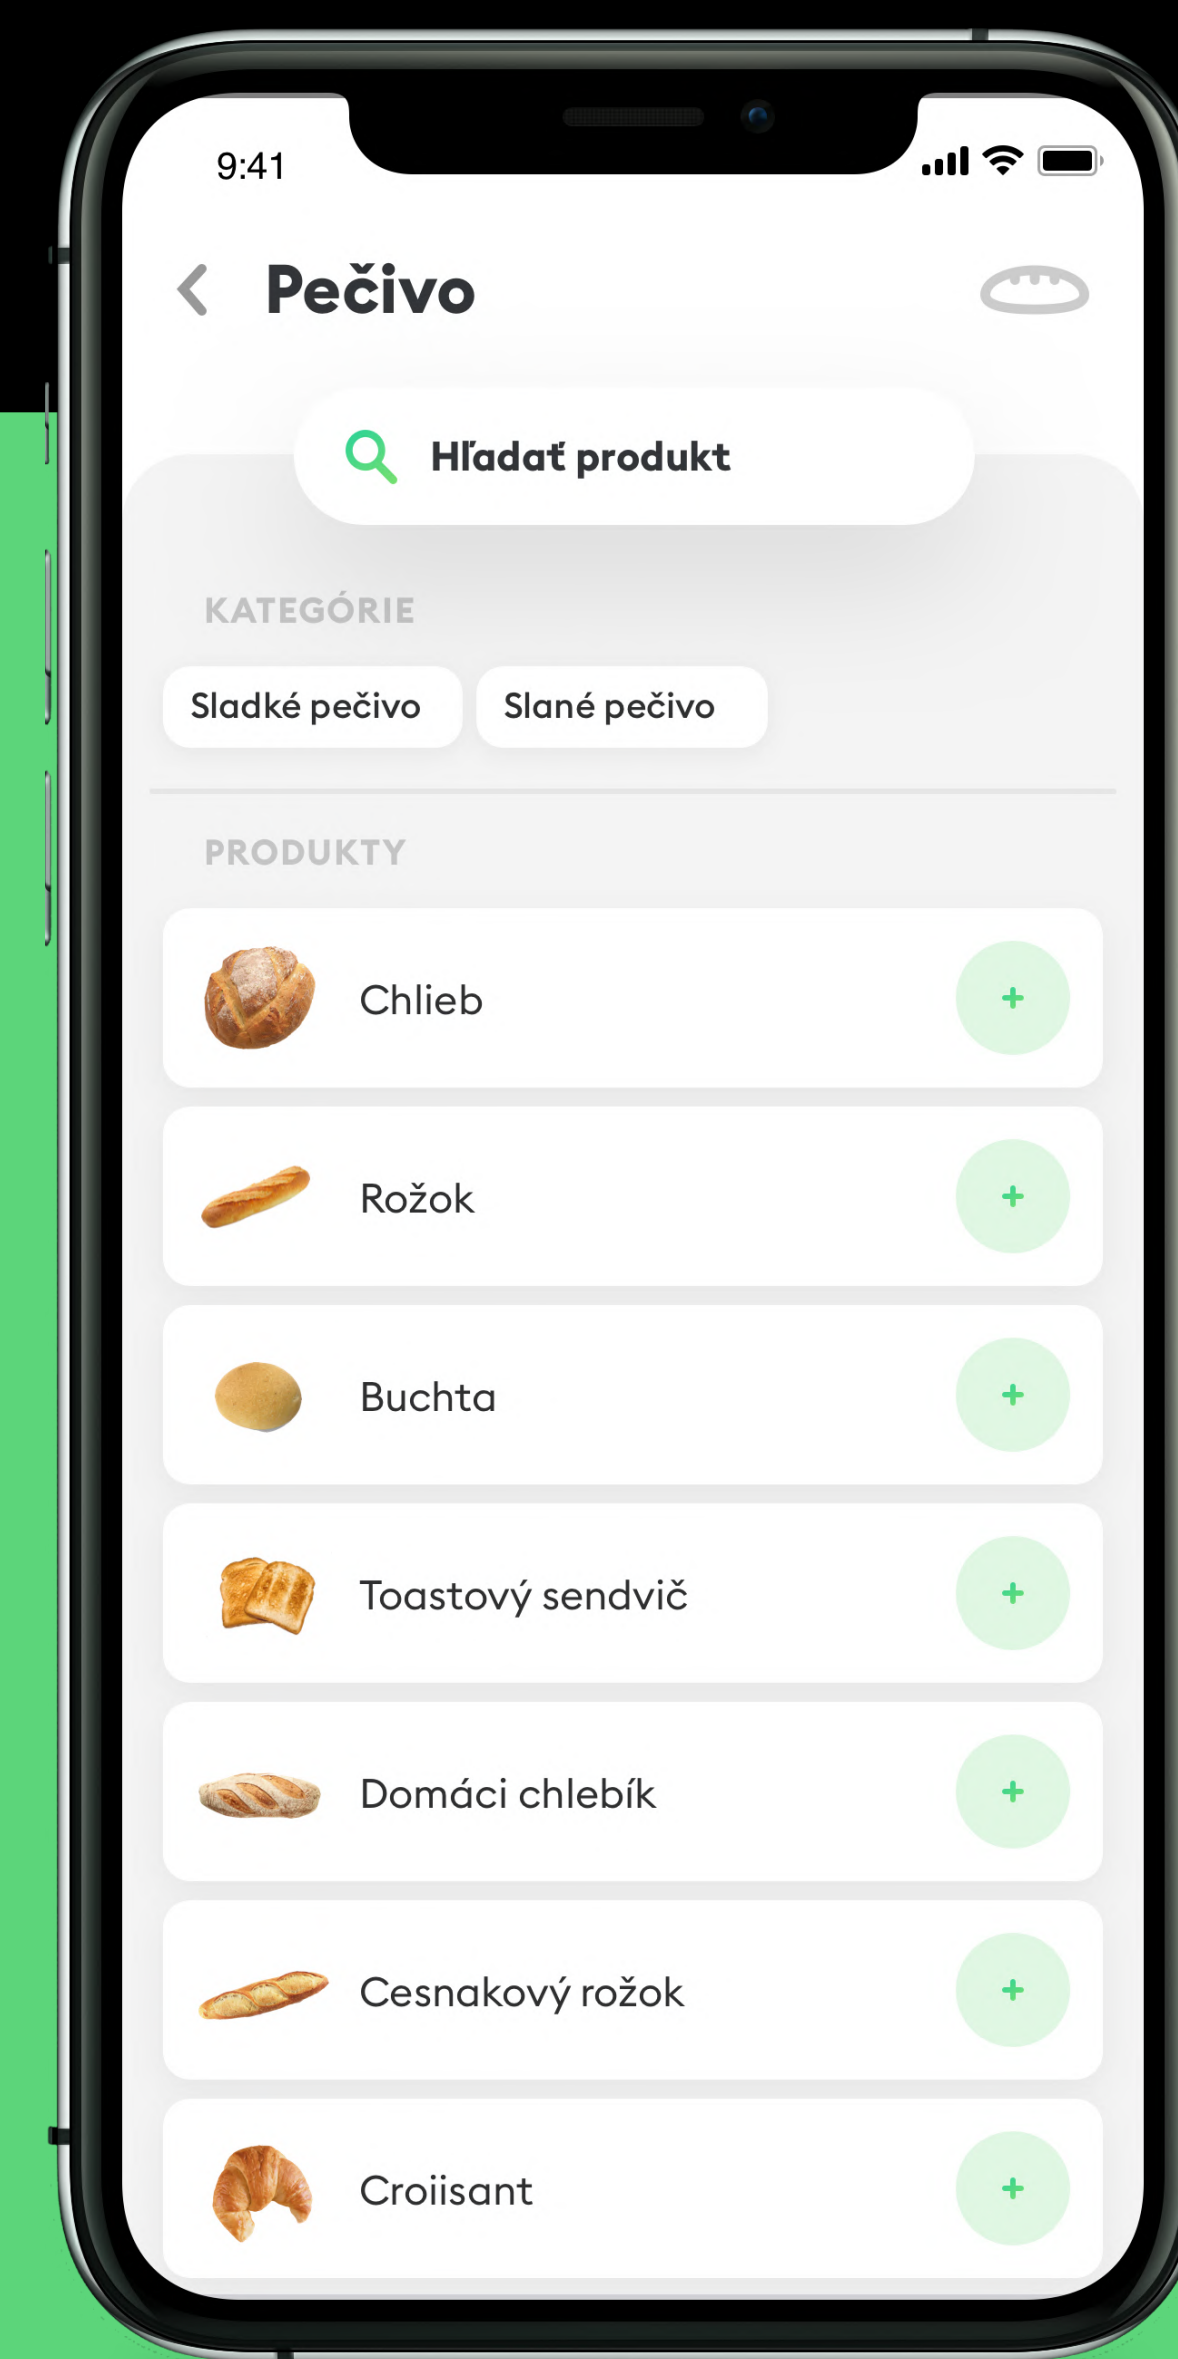 9:41
Pečivo
Hľadať produkt
KATEGÓRIE
Sladké pečivo
Slané pečivo
PRODUKTY
Chlieb
Rožok
Buchta
Toastový sendvič
Domáci chlebík
Cesnakový rožok
Croiisant